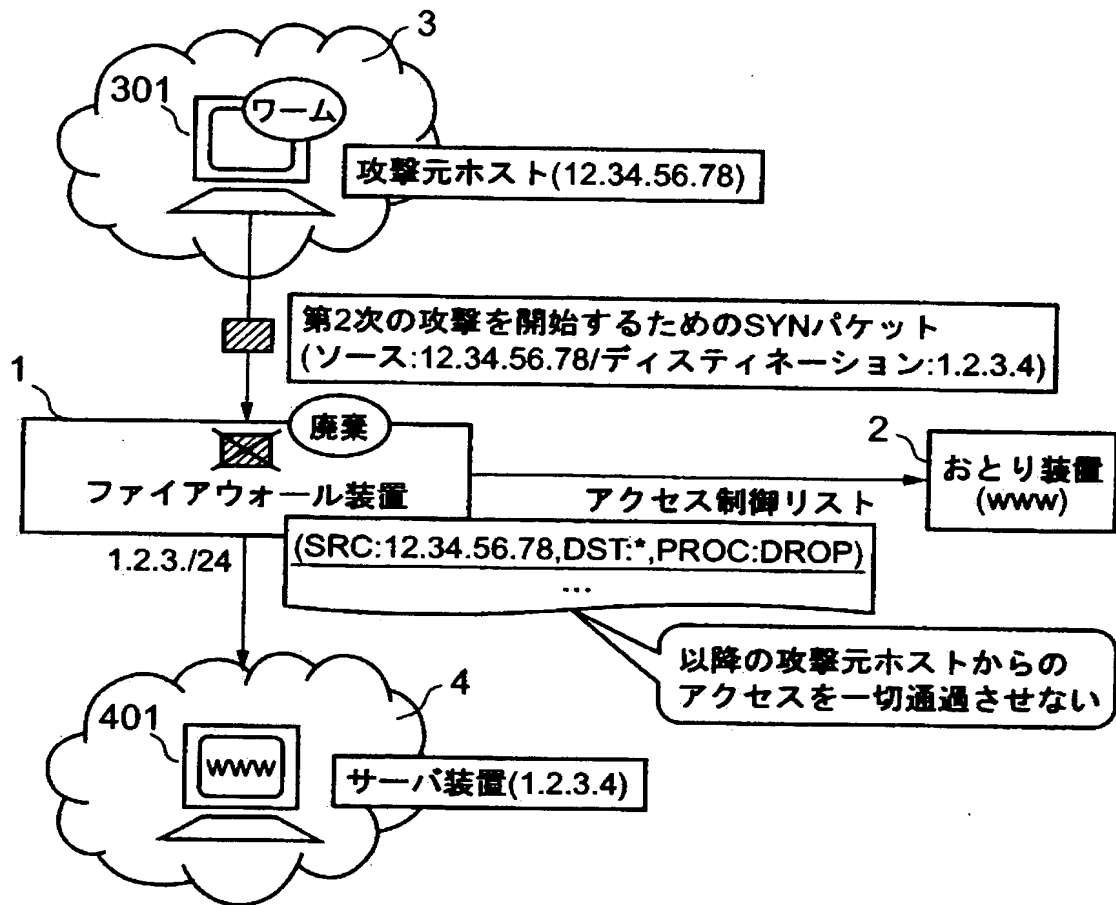 3
301
ワーム
攻撃元ホスト(12.34.56.78)
第2次の攻撃を開始するためのSYNパケット
(ソース:12.34.56.78/ディスティネーション:1.2.3.4)
1
廃棄
ファイアウォール装置
2
おとり装置
(www)
アクセス制御リスト
1.2.3./24
(SRC:12.34.56.78,DST:*,PROC:DROP)
…
以降の攻撃元ホストからの
アクセスを一切通過させない
4
401
www
サーバ装置(1.2.3.4)